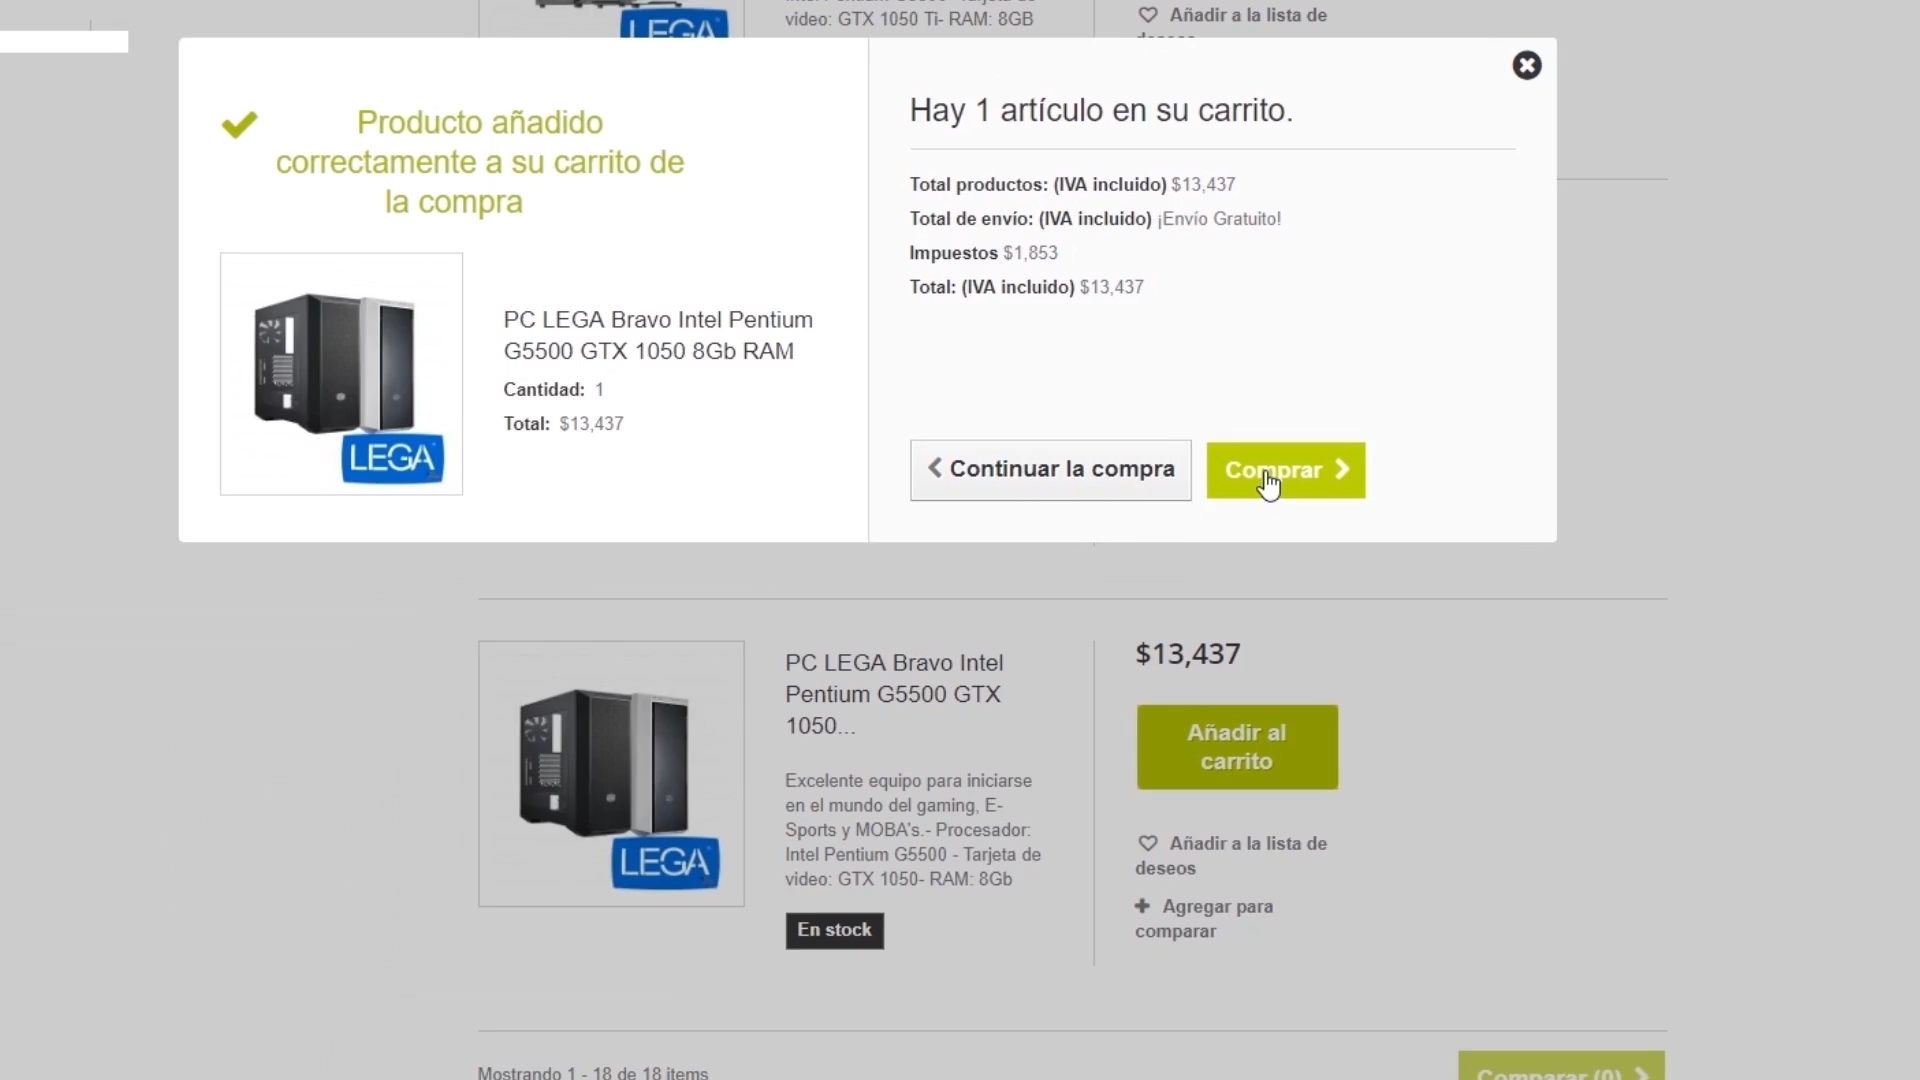 video: GTX 1050 Ti- RAM: 8GB
Añadir a la lista de
LEGA
Producto añadido
correctamente a su carrito de
la compra
LEGA
PC LEGA Bravo Intel Pentium
G5500 GTX 1050 8Gb RAM
Cantidad: 1
Total: $13,437
Hay 1 artículo en su carrito.
Total productos: (IVA incluido) $13,437
Total de envío: (IVA incluido) ¡Envío Gratuito!
Impuestos $1,853
Total: (IVA incluido) $13,437
Continuar la compra
Comprar
LEGA
PC LEGA Bravo Intel
Pentium G5500 GTX
1050...
Excelente equipo para iniciarse
en el mundo del gaming, E-
Sports y MOBA's.- Procesador:
Intel Pentium G5500 - Tarjeta de
video: GTX 1050- RAM: 8Gb
En stock
$13,437
Añadir al
carrito
Añadir a la lista de
deseos
Agregar para
comparar
Mostrando 1 - 18 de 18 items
Comparar (0)